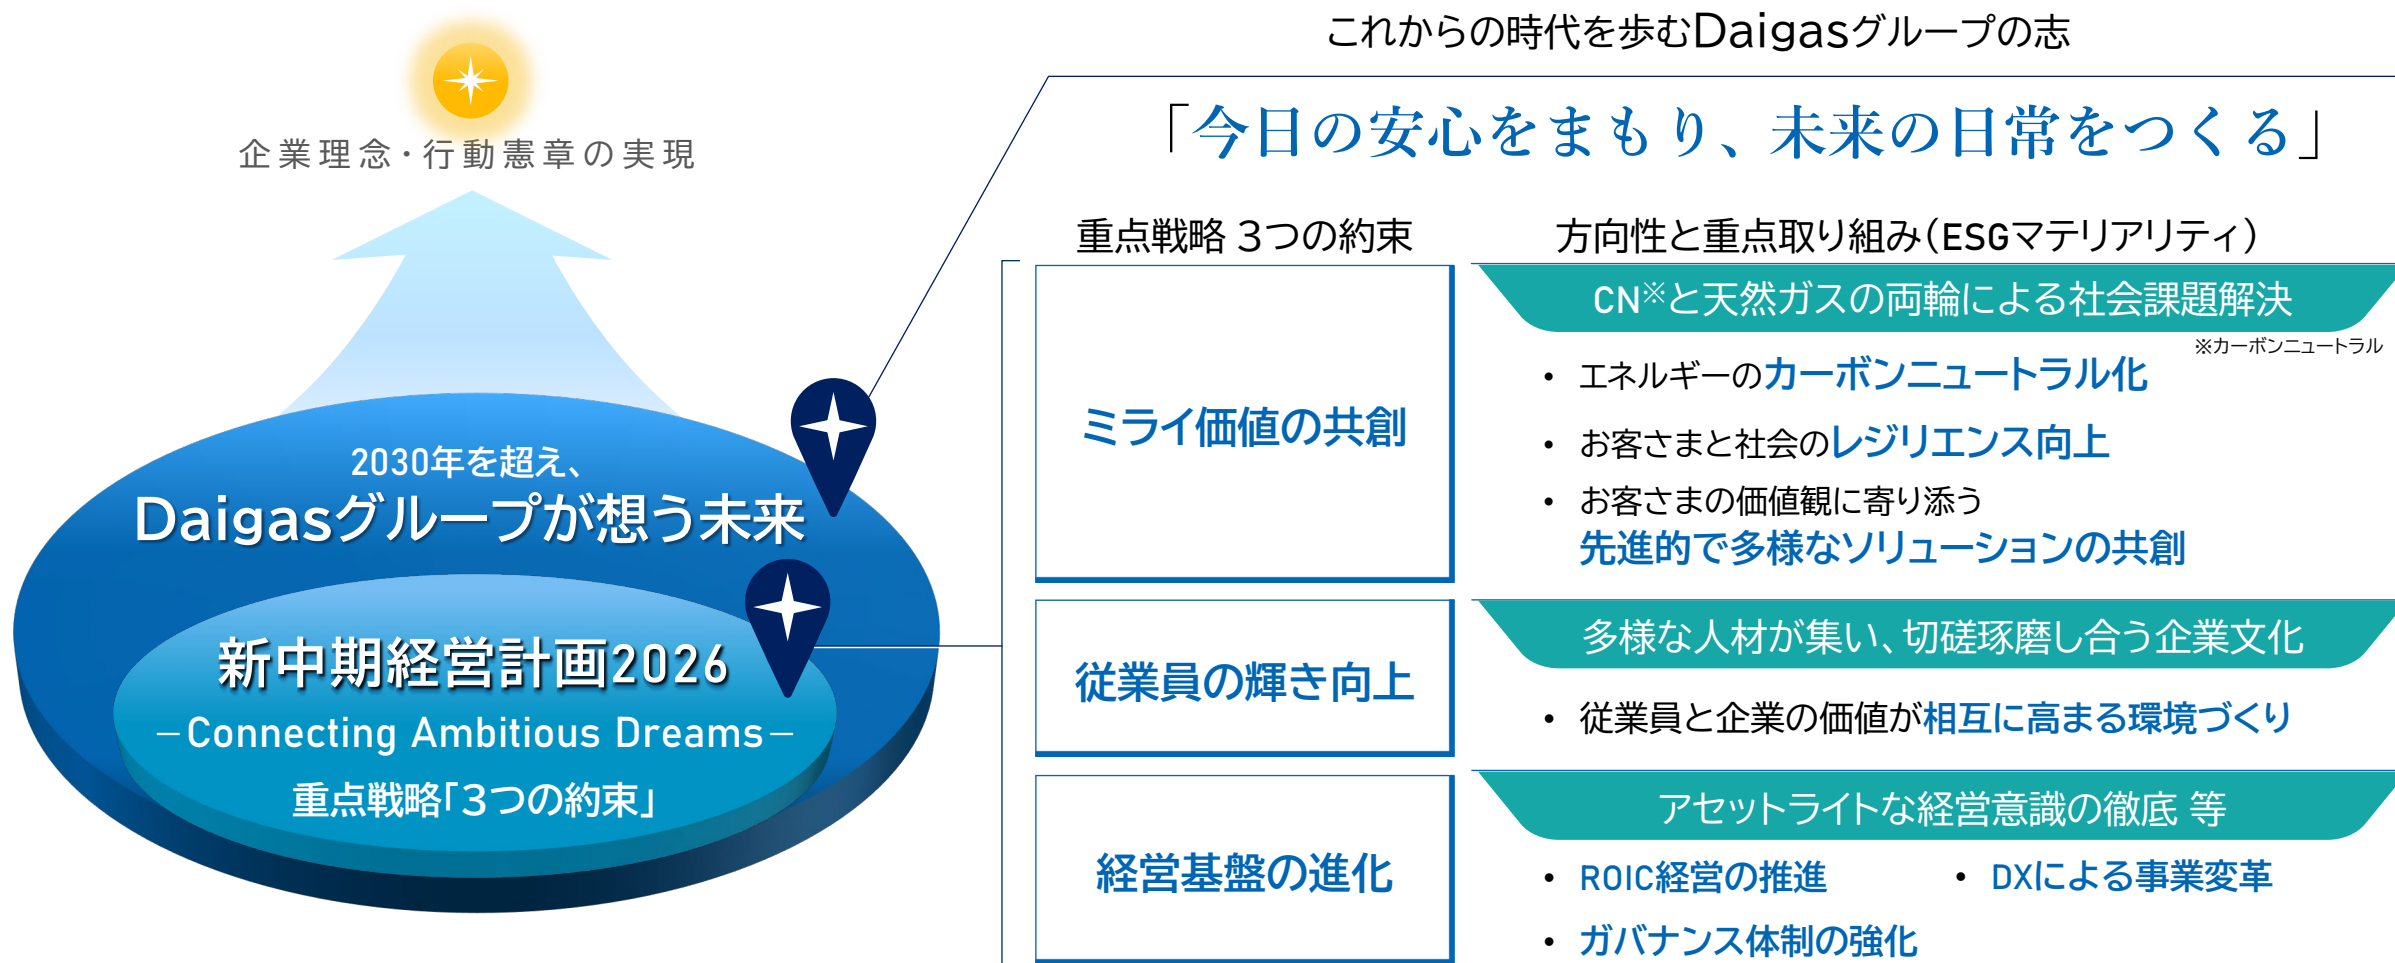 企業理念・行動憲章の実現
2030年を超え、
Daigasグループが想う未来
新中期経営計画2026
－Connecting Ambitious Dreams－
重点戦略「3つの約束」
これからの時代を歩むDaigasグループの志
「今日の安心をまもり、未来の日常をつくる」
重点戦略 3つの約束
方向性と重点取り組み（ESGマテリアリティ）
ミライ価値の共創
CN※と天然ガスの両輪による社会課題解決
※カーボンニュートラル
• エネルギーのカーボンニュートラル化
• お客さまと社会のレジリエンス向上
• お客さまの価値観に寄り添う
先進的で多様なソリューションの共創
従業員の輝き向上
多様な人材が集い、切磋琢磨し合う企業文化
• 従業員と企業の価値が相互に高まる環境づくり
経営基盤の進化
アセットライトな経営意識の徹底 等
• ROIC経営の推進 • DXによる事業変革
• ガバナンス体制の強化